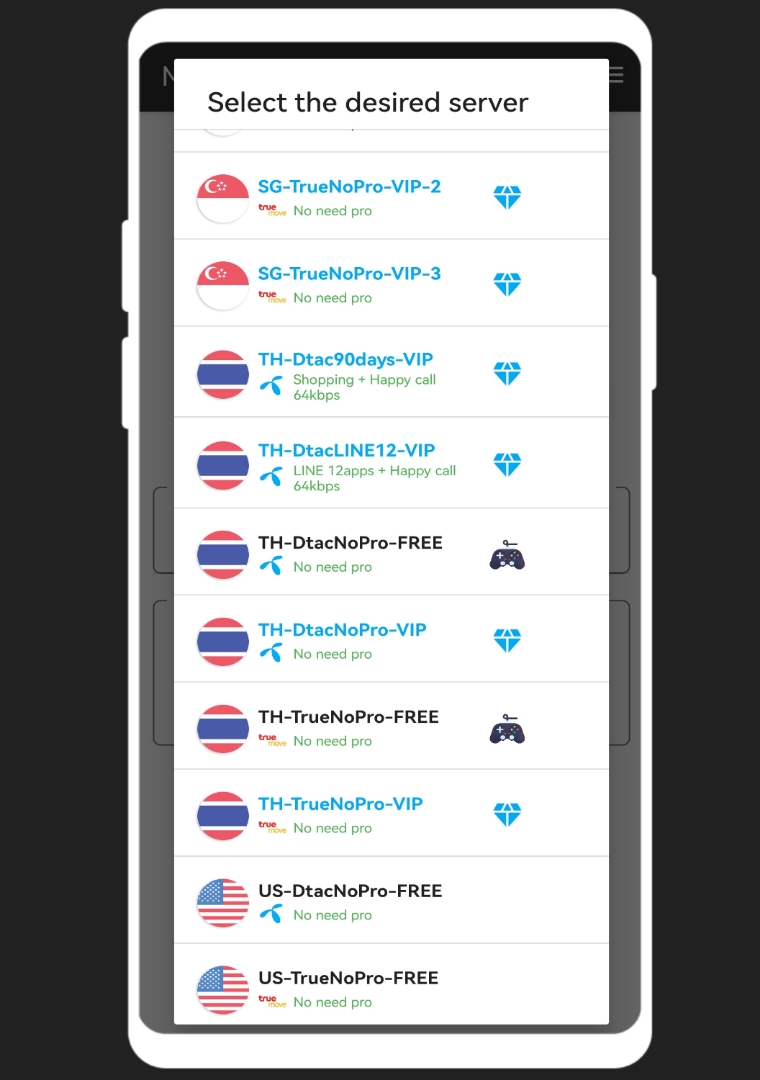 Select the desired server
SG-TrueNoPro-VIP-2
true
move
No need pro
SG-TrueNoPro-VIP-3
true
move
No need pro
TH-Dtac90days-VIP
Shopping + Happy call
64kbps
TH-DtacLINE12-VIP
LINE 12apps + Happy call
64kbps
TH-DtacNoPro-FREE
No need pro
TH-DtacNoPro-VIP
No need pro
TH-TrueNoPro-FREE
true
move
No need pro
TH-TrueNoPro-VIP
true
move
No need pro
US-DtacNoPro-FREE
No need pro
US-TrueNoPro-FREE
true
move
No need pro